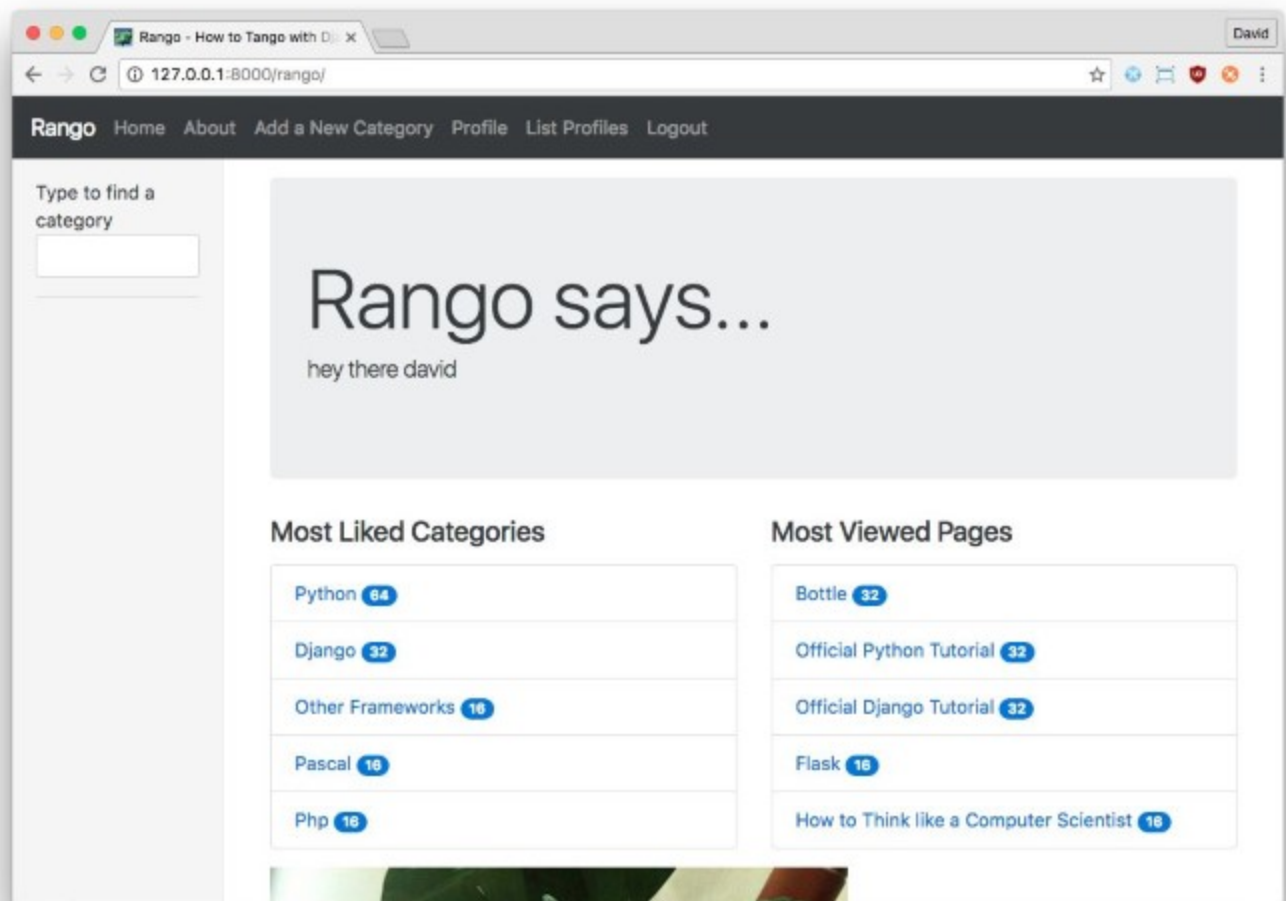 Rango - How to Tango with Dj
David
127.0.0.1:8000/rango/
Rango Home About Add a New Category Profile List Profiles Logout
Type to find a
category
Rango says...
hey there david
Most Liked Categories
Python 64
Django 32
Other Frameworks 16
Pascal 16
Php 16
Most Viewed Pages
Bottle 32
Official Python Tutorial 32
Official Django Tutorial 32
Flask 16
How to Think like a Computer Scientist 16